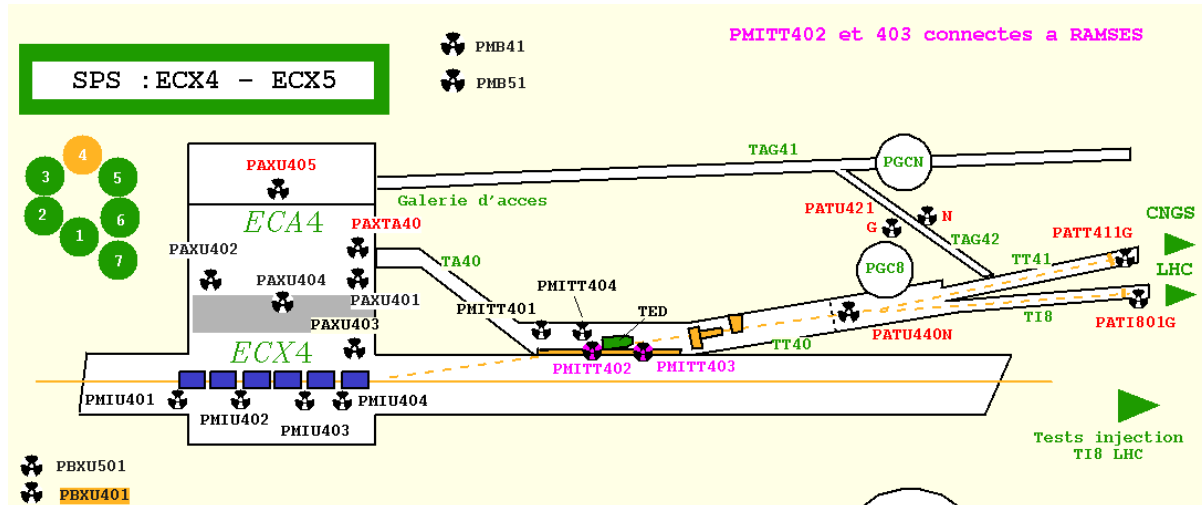 PMITT402 et 403 connectes a RAMSES
PMB41
SPS :ECX4 - ECX5
PMB51
4
3
5
2
6
1
7
PAXU405
TAG41
PGCN
Galerie d'acces
ECA4
PAXTA40
PATU421
G
N
CNGS
PATT411G
TAG42
PAXU402
TA40
PGC8
TT41
LHC
PAXU404
PMITT404
PAXU401
PMITT401
TED
PAXU403
PATI801G
TI8
PATU440N
ECX4
TT40
PMITT402
PMITT403
PMIU401
PMIU404
PMIU402
PMIU403
Tests injection
TI8 LHC
PBXU501
PBXU401